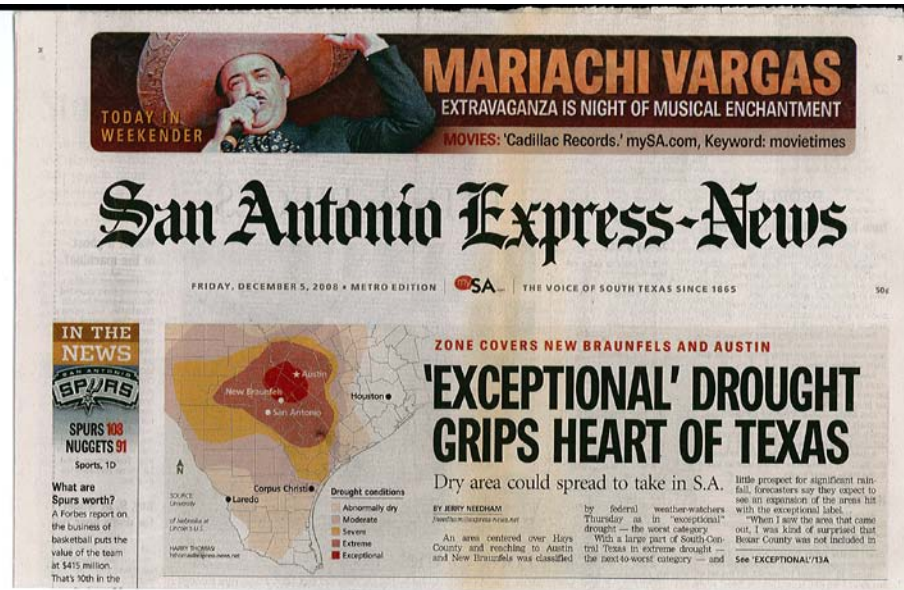 MARIACHI VARGAS
EXTRAVAGANZA IS NIGHT OF MUSICAL ENCHANTMENT
TODAY IN
WEEKENDER
MOVIES: 'Cadillac Records.' mySA.com, Keyword: movietimes
San Antonio Express-News
FRIDAY, DECEMBER 5, 2008 • METRO EDITION
mySA
THE VOICE OF SOUTH TEXAS SINCE 1865
50¢
IN THE
NEWS
SAN ANTONIO
SPURS
SPURS 108
NUGGETS 91
Sports, 1D
What are
Spurs worth?
A Forbes report on
the business of
basketball puts the
value of the team
at $415 million.
That's 10th in the
Austin
New Braunfels
San Antonio
Houston
Corpus Christi
Laredo
N
SOURCE:
University
of Nebraska at
HARRY THOMAS/
Drought conditions
Abnormally dry
Moderate
Severe
Extreme
Exceptional
ZONE COVERS NEW BRAUNFELS AND AUSTIN
'EXCEPTIONAL' DROUGHT
GRIPS HEART OF TEXAS
Dry area could spread to take in S.A.
BY JERRY NEEDHAM
An area centered over Hays
County and reaching to Austin
and New Braunfels was classified
by federal weather-watchers
Thursday as in "exceptional"
drought — the worst category.
With a large part of South-Cen-
tral Texas in extreme drought —
the next-to-worst category — and
little prospect for significant rain-
fall, forecasters say they expect to
see an expansion of the areas hit
with the exceptional label.
"When I saw the area that came
out, I was kind of surprised that
Bexar County was not included in
See 'EXCEPTIONAL'/13A